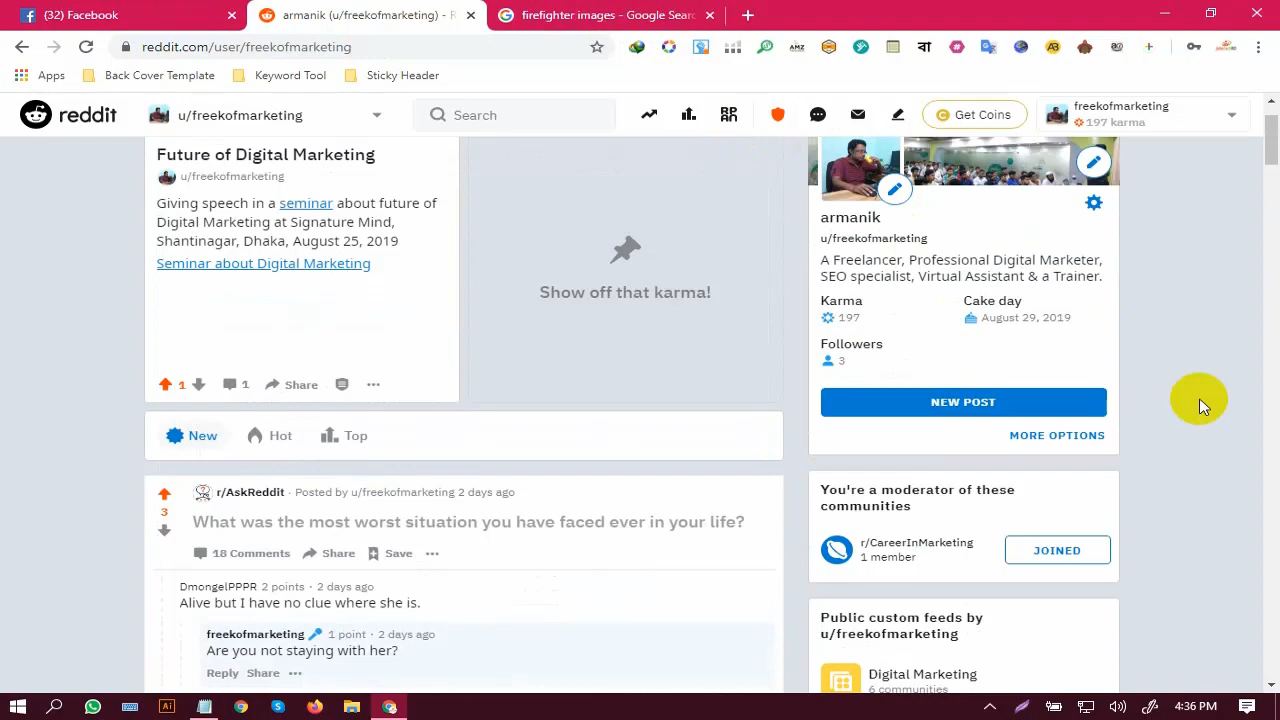 (32) Facebook
armanik (u/freekofmarketing) - R
firefighter images - Google Searc
reddit.com/user/freekofmarketing
Apps
Back Cover Template
Keyword Tool
Sticky Header
reddit
u/freekofmarketing
Search
Get Coins
freekofmarketing
197 karma
Future of Digital Marketing
u/freekofmarketing
Giving speech in a seminar about future of
Digital Marketing at Signature Mind,
Shantinagar, Dhaka, August 25, 2019
Seminar about Digital Marketing
1
1
Share
Show off that karma!
armanik
u/freekofmarketing
A Freelancer, Professional Digital Marketer,
SEO specialist, Virtual Assistant & a Trainer.
Karma
Cake day
197
August 29, 2019
Followers
3
NEW POST
MORE OPTIONS
New
Hot
Top
r/AskReddit · Posted by u/freekofmarketing 2 days ago
3
What was the most worst situation you have faced ever in your life?
18 Comments
Share
Save
DmongelPPPR 2 points · 2 days ago
Alive but I have no clue where she is.
freekofmarketing 1 point · 2 days ago
Are you not staying with her?
Reply Share
You're a moderator of these
communities
r/CareerInMarketing
1 member
JOINED
Public custom feeds by
u/freekofmarketing
Digital Marketing
6 communities
4:36 PM